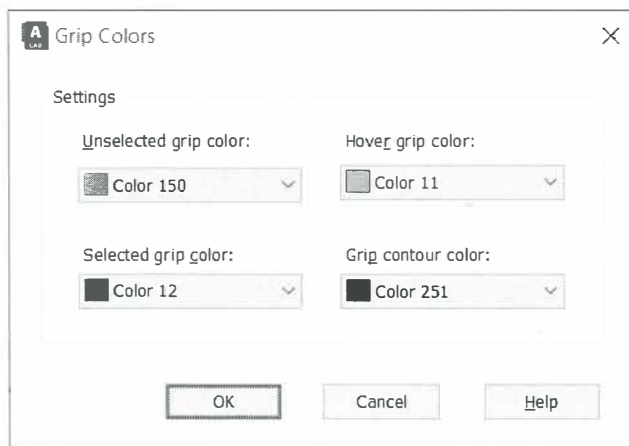 A
CAD
Grip Colors
Settings
Unselected grip color:
Hover grip color:
Color 150
Color 11
Selected grip color:
Grip contour color:
Color 12
Color 251
OK
Cancel
Help